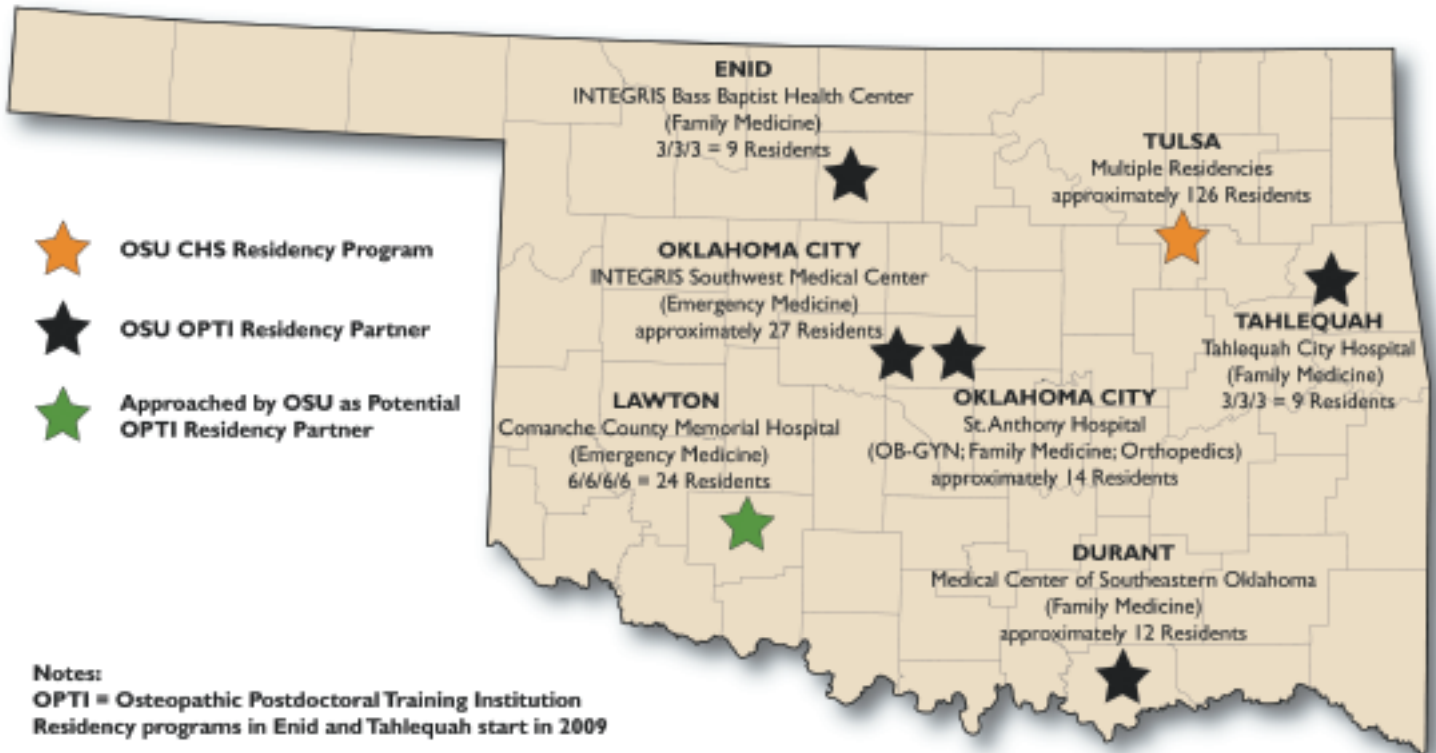 ENID
INTEGRIS Bass Baptist Health Center
(Family Medicine)
3/3/3 = 9 Residents
TULSA
Multiple Residencies
approximately 126 Residents
OSU CHS Residency Program
OSU OPTI Residency Partner
Approached by OSU as Potential
OPTI Residency Partner
OKLAHOMA CITY
INTEGRIS Southwest Medical Center
(Emergency Medicine)
approximately 27 Residents
TAHLEQUAH
Tahlequah City Hospital
(Family Medicine)
3/3/3 = 9 Residents
LAWTON
Comanche County Memorial Hospital
(Emergency Medicine)
6/6/6/6 = 24 Residents
OKLAHOMA CITY
St. Anthony Hospital
(OB-GYN; Family Medicine; Orthopedics)
approximately 14 Residents
DURANT
Medical Center of Southeastern Oklahoma
(Family Medicine)
approximately 12 Residents
Notes:
OPTI = Osteopathic Postdoctoral Training Institution
Residency programs in Enid and Tahlequah start in 2009